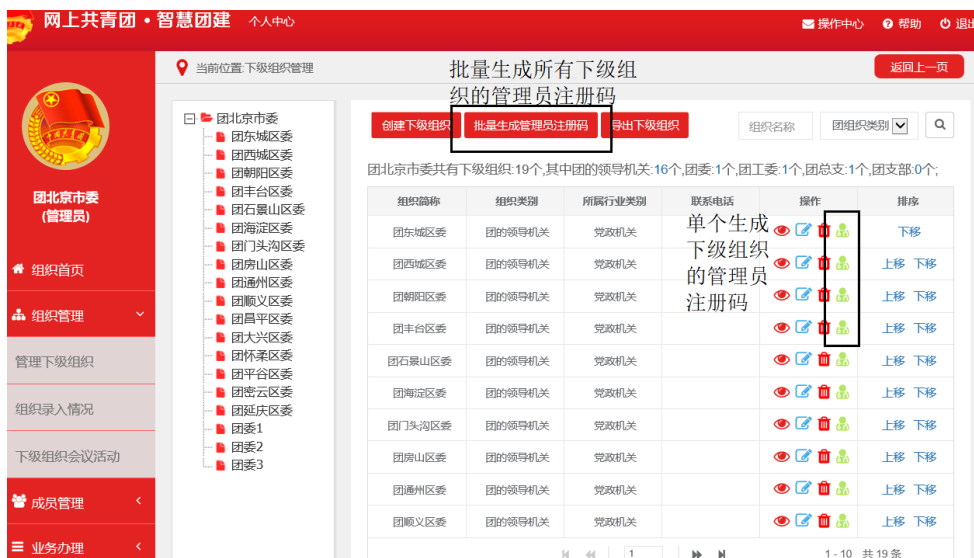 网上共青团·智慧团建 个人中心 操作中心 帮助 退出
当前位置:下级组织管理 返回上一页
批量生成所有下级组
织的管理员注册码
团北京市委
(管理员)
组织首页
组织管理
管理下级组织
组织录入情况
下级组织会议活动
成员管理
业务办理
团北京市委
团东城区委
团西城区委
团朝阳区委
团丰台区委
团石景山区委
团海淀区委
团门头沟区委
团房山区委
团通州区委
团顺义区委
团昌平区委
团大兴区委
团怀柔区委
团平谷区委
团密云区委
团延庆区委
团委1
团委2
团委3
创建下级组织 批量生成管理员注册码 导出下级组织 组织名称 团组织类别
团北京市委共有下级组织:19个,其中团的领导机关:16个,团委:1个,团工委:1个,团总支:1个,团支部:0个;
组织简称 组织类别 所属行业类别 联系电话 操作 排序
团东城区委 团的领导机关 党政机关 下移
团西城区委 团的领导机关 党政机关 上移 下移
团朝阳区委 团的领导机关 党政机关 上移 下移
团丰台区委 团的领导机关 党政机关 上移 下移
团石景山区委 团的领导机关 党政机关 上移 下移
团海淀区委 团的领导机关 党政机关 上移 下移
团门头沟区委 团的领导机关 党政机关 上移 下移
团房山区委 团的领导机关 党政机关 上移 下移
团通州区委 团的领导机关 党政机关 上移 下移
团顺义区委 团的领导机关 党政机关 上移 下移
单个生成
下级组织
的管理员
注册码
1 1 - 10 共 19 条